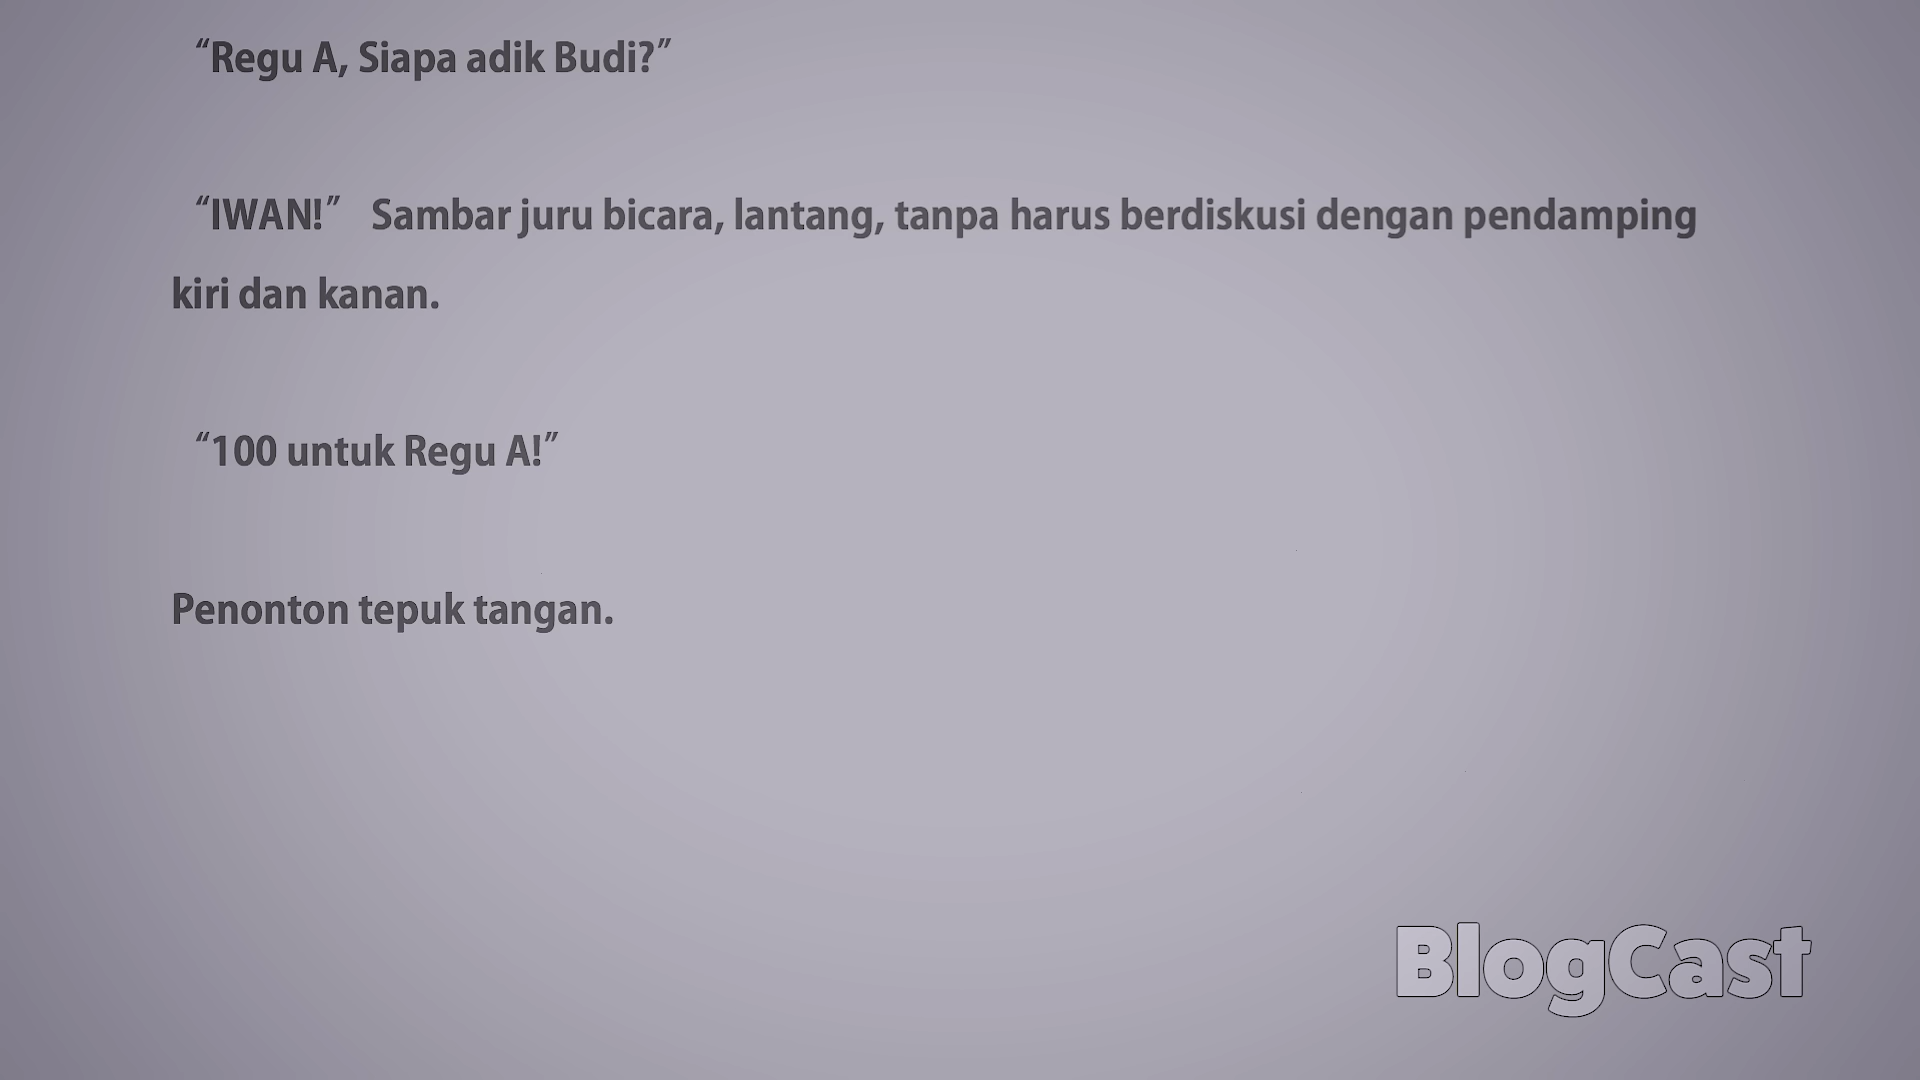 “Regu A, Siapa adik Budi?”
“IWAN!” Sambar juru bicara, lantang, tanpa harus berdiskusi dengan pendamping
kiri dan kanan.
“100 untuk Regu A!”
Penonton tepuk tangan.
BlogCast